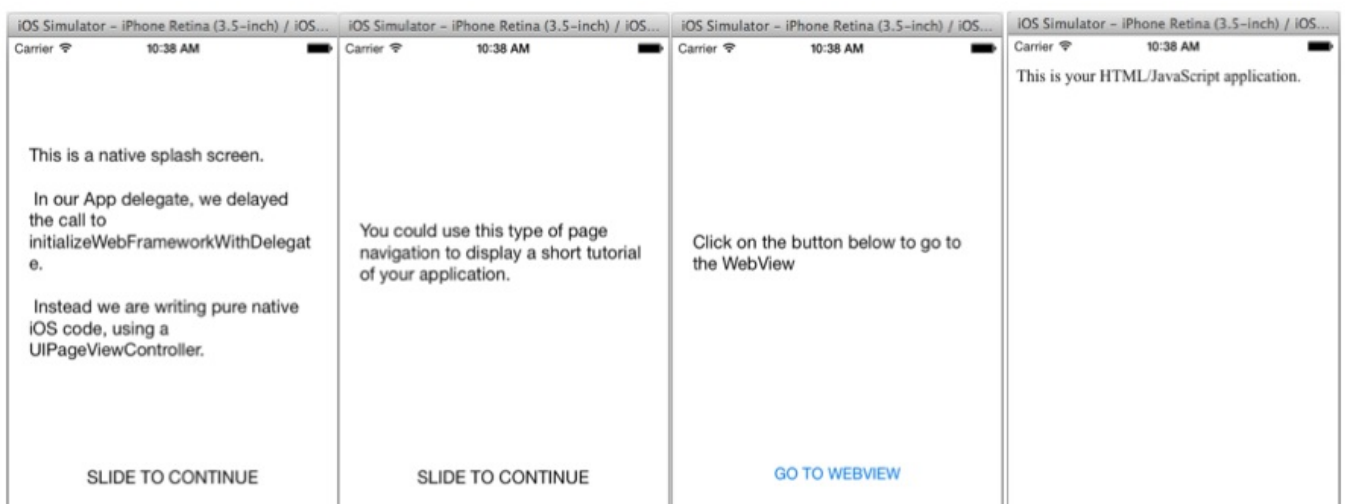 iOS Simulator – iPhone Retina (3.5–inch) / iOS...
Carrier 10:38 AM
This is a native splash screen.
In our App delegate, we delayed
the call to
initializeWebFrameworkWithDelegat
e.
Instead we are writing pure native
iOS code, using a
UIPageViewController.
SLIDE TO CONTINUE
iOS Simulator – iPhone Retina (3.5–inch) / iOS...
Carrier 10:38 AM
You could use this type of page
navigation to display a short tutorial
of your application.
SLIDE TO CONTINUE
iOS Simulator – iPhone Retina (3.5–inch) / iOS...
Carrier 10:38 AM
Click on the button below to go to
the WebView
GO TO WEBVIEW
iOS Simulator – iPhone Retina (3.5–inch) / iOS...
Carrier 10:38 AM
This is your HTML/JavaScript application.